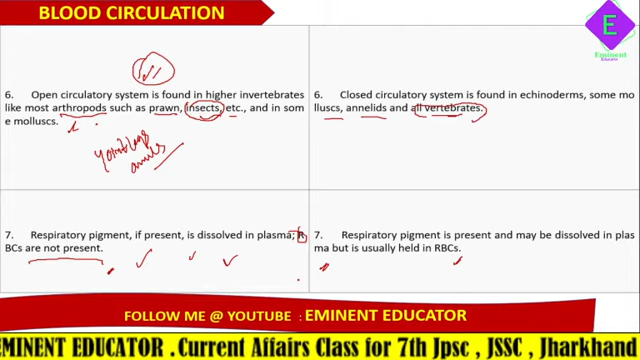 BLOOD CIRCULATION
E
Eminent
Educator
6. Open circulatory system is found in higher invertebrates
like most arthropods such as prawn, insects, etc., and in som
e molluscs.
6. Closed circulatory system is found in echinoderms, some mo
lluscs, annelids and all vertebrates.
7. Respiratory pigment, if present, is dissolved in plasma; R
BCs are not present.
7. Respiratory pigment is present and may be dissolved in plas
ma but is usually held in RBCs.
FOLLOW ME @ YOUTUBE : EMINENT EDUCATOR
EMINENT EDUCATOR .Current Affairs Class for 7th Jpsc , JSSC, Jharkhand